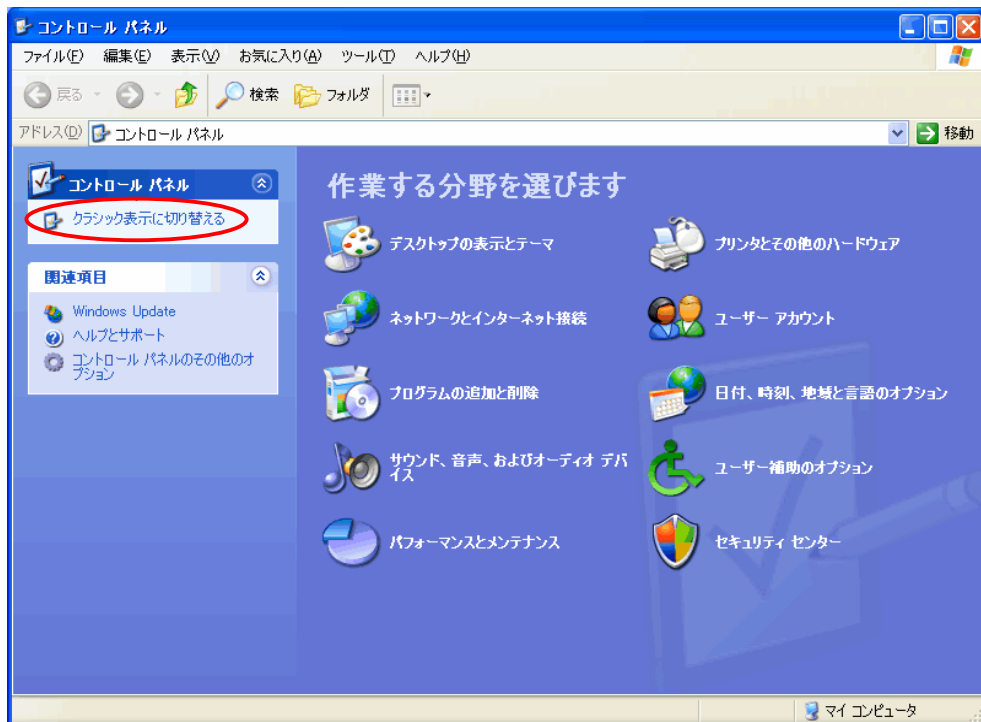 コントロール パネル
ファイル(F) 編集(E) 表示(V) お気に入り(A) ツール(T) ヘルプ(H)
戻る 検索 フォルダ
アドレス(D) コントロール パネル 移動
コントロール パネル
クラシック表示に切り替える
関連項目
Windows Update
ヘルプとサポート
コントロール パネルのその他のオ
プション
作業する分野を選びます
デスクトップの表示とテーマ
プリンタとその他のハードウェア
ネットワークとインターネット接続
ユーザー アカウント
プログラムの追加と削除
日付、時刻、地域と言語のオプション
サウンド、音声、およびオーディオ デバ
イス
ユーザー補助のオプション
パフォーマンスとメンテナンス
セキュリティ センター
マイ コンピュータ